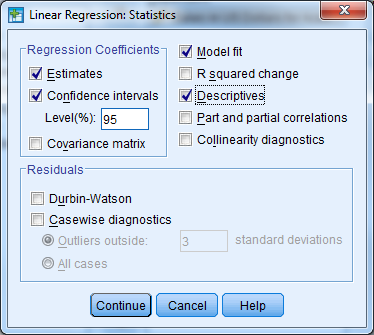 Linear Regression: Statistics
Regression Coefficients
Estimates
Confidence intervals
Level(%): 95
Covariance matrix
Model fit
R squared change
Descriptives
Part and partial correlations
Collinearity diagnostics
Residuals
Durbin-Watson
Casewise diagnostics
Outliers outside: 3 standard deviations
All cases
Continue Cancel Help